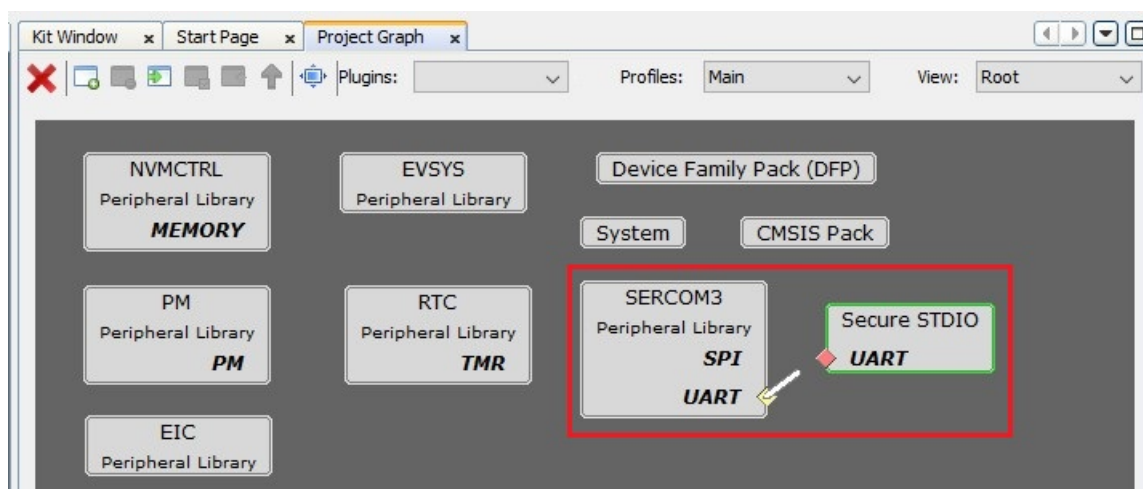 Kit Window x Start Page x Project Graph x
Plugins: Profiles: Main View: Root
NVMCTRL
Peripheral Library
MEMORY
EVSYS
Peripheral Library
Device Family Pack (DFP)
System
CMSIS Pack
PM
Peripheral Library
PM
RTC
Peripheral Library
TMR
SERCOM3
Peripheral Library
SPI
UART
Secure STDIO
UART
EIC
Peripheral Library